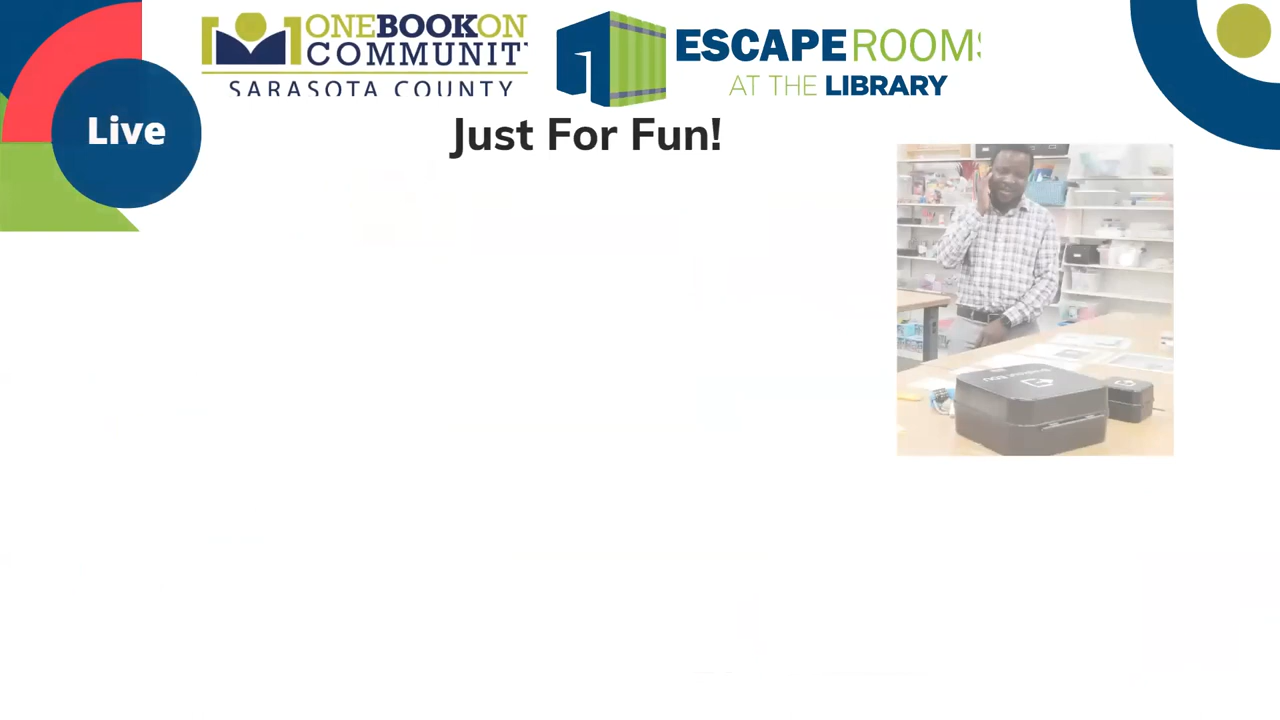 ONEBOOKON
COMMUNIT
SARASOTA COUNTY
ESCAPEROOMS
AT THE LIBRARY
Live
Just For Fun!